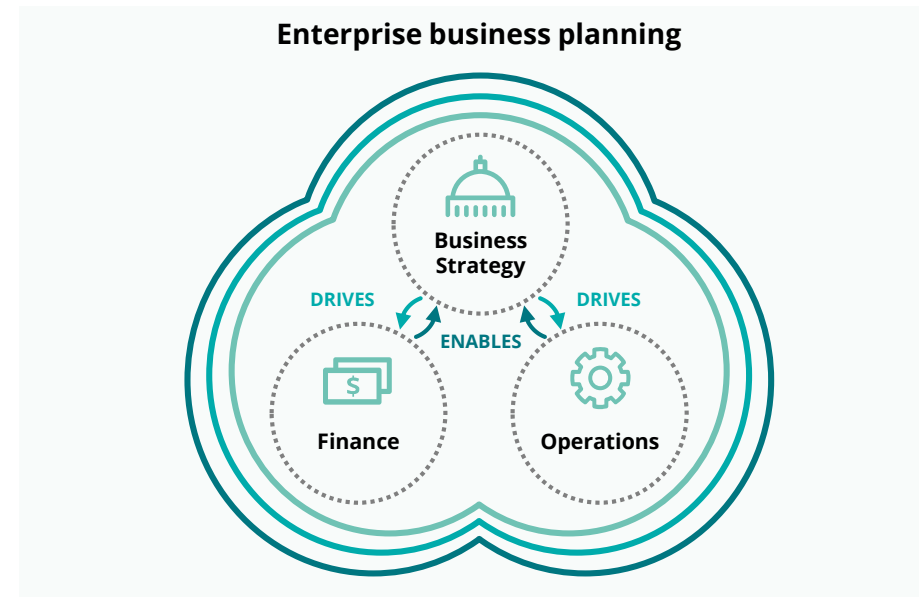 Enterprise business planning
Business
Strategy
DRIVES
DRIVES
ENABLES
$
Finance
Operations